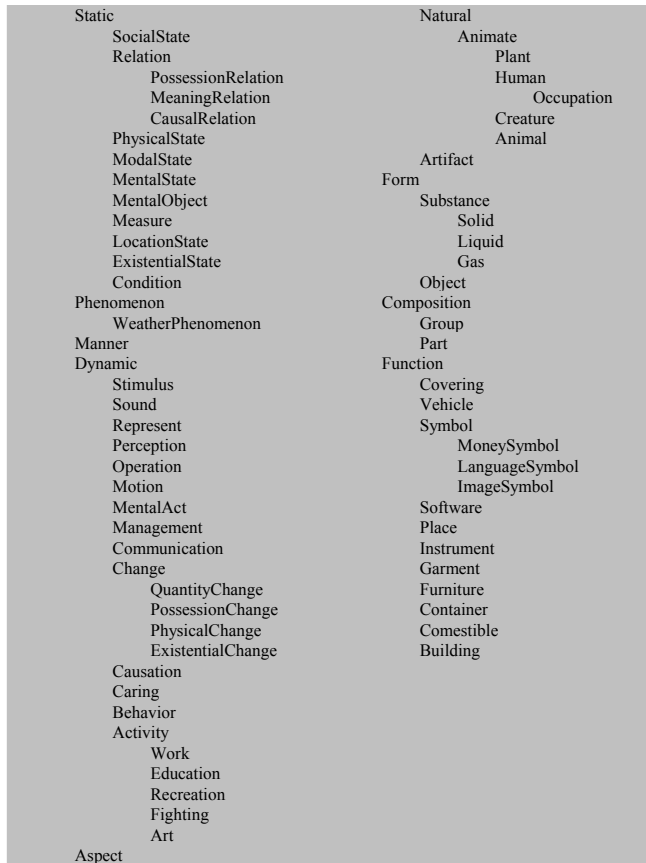 Static
SocialState
Relation
PossessionRelation
MeaningRelation
CausalRelation
PhysicalState
ModalState
MentalState
MentalObject
Measure
LocationState
ExistentialState
Condition
Phenomenon
WeatherPhenomenon
Manner
Dynamic
Stimulus
Sound
Represent
Perception
Operation
Motion
MentalAct
Management
Communication
Change
QuantityChange
PossessionChange
PhysicalChange
ExistentialChange
Causation
Caring
Behavior
Activity
Work
Education
Recreation
Fighting
Art
Aspect
Natural
Animate
Plant
Human
Occupation
Creature
Animal
Artifact
Form
Substance
Solid
Liquid
Gas
Object
Composition
Group
Part
Function
Covering
Vehicle
Symbol
MoneySymbol
LanguageSymbol
ImageSymbol
Software
Place
Instrument
Garment
Furniture
Container
Comestible
Building